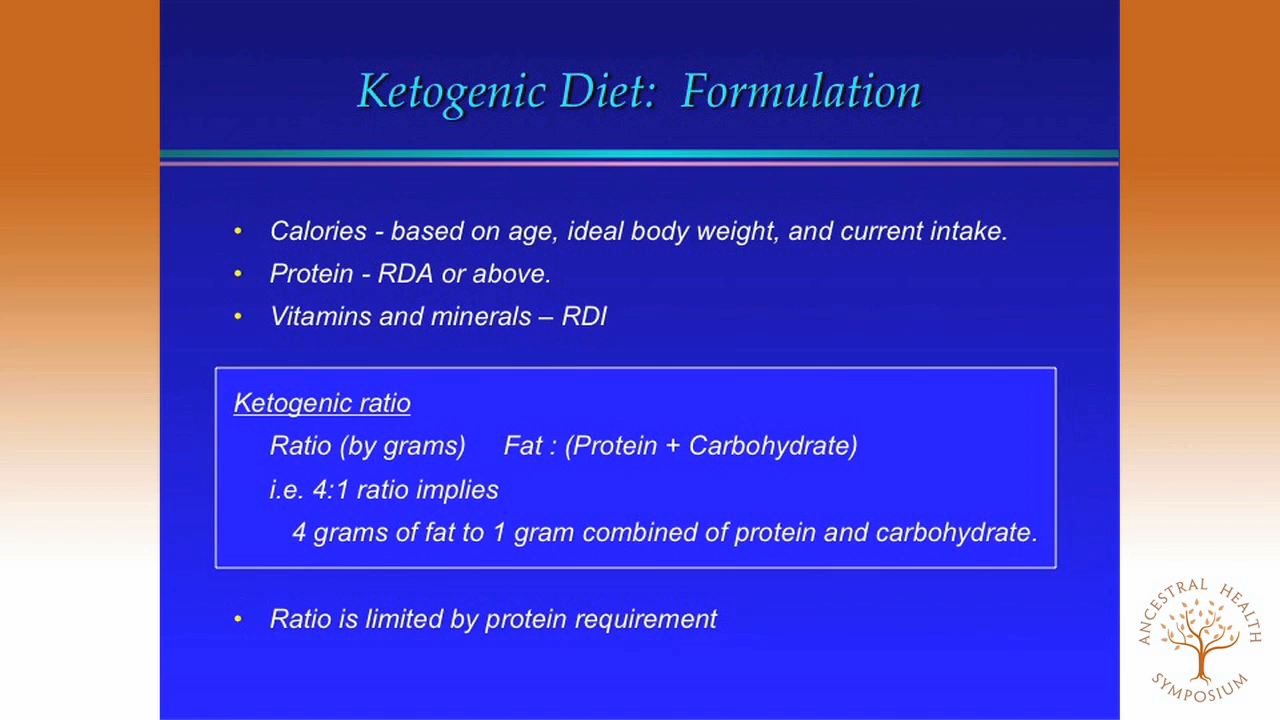 Ketogenic Diet: Formulation
• Calories - based on age, ideal body weight, and current intake.
• Protein - RDA or above.
• Vitamins and minerals – RDI
Ketogenic ratio
Ratio (by grams) Fat : (Protein + Carbohydrate)
i.e. 4:1 ratio implies
4 grams of fat to 1 gram combined of protein and carbohydrate.
• Ratio is limited by protein requirement
ANCESTRAL HEALTH
SYMPOSIUM